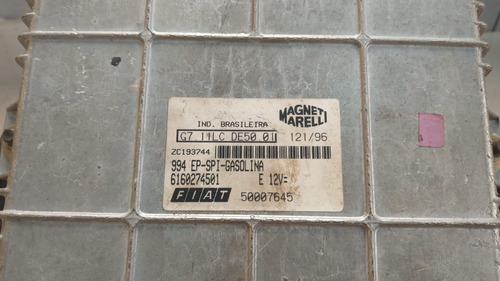 IND. BRASILEIRA
MAGNETI
MARELLI
G7 11LC DE50 01 121/96
ZC193744
994 EP-SPI-GASOLINA
6160274501 E 12V=
FIAT 50007645